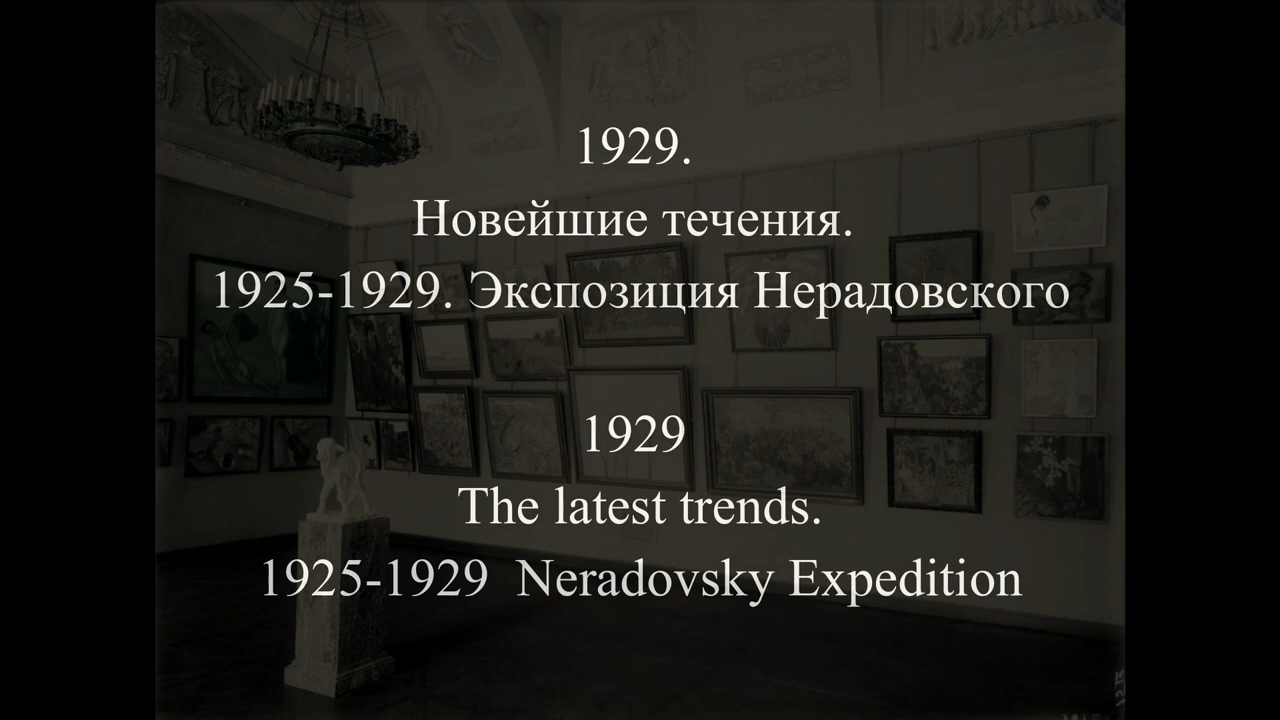 1929.
Новейшие течения.
1925-1929. Экспозиция Нерадовского
1929
The latest trends.
1925-1929 Neradovsky Expedition